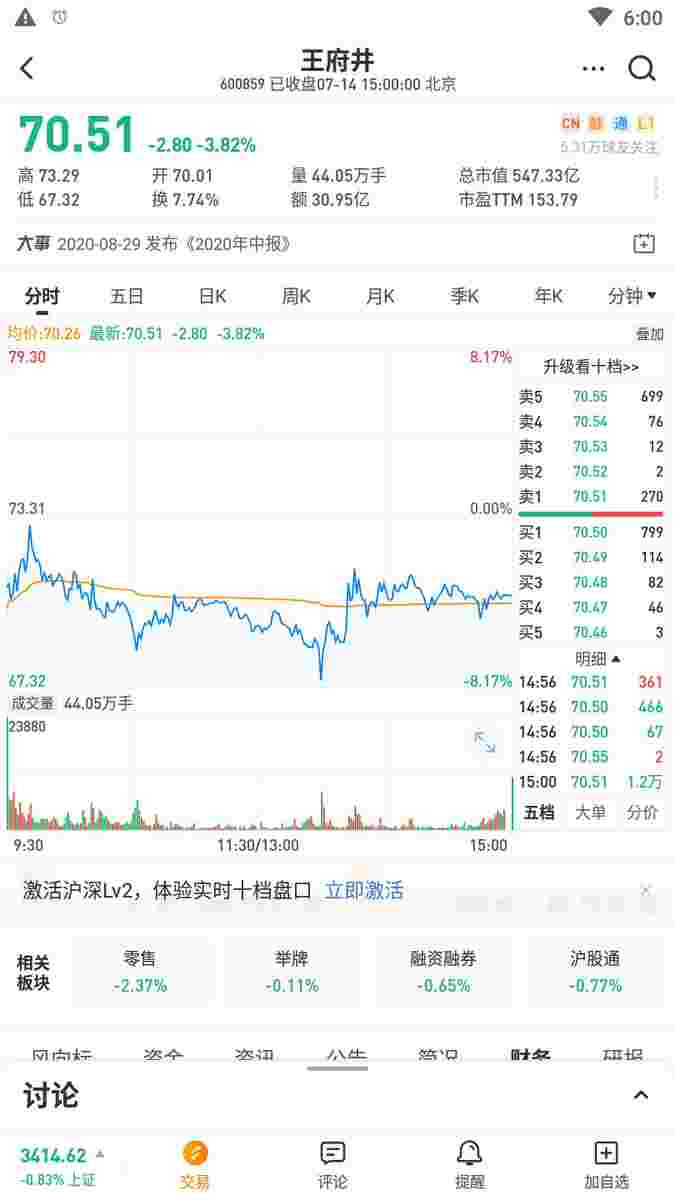 6:00
王府井
600859 已收盘07-14 15:00:00 北京
70.51 -2.80 -3.82%
CN 融 通 L1
5.31万球友关注
高 73.29 开 70.01 量 44.05万手 总市值 547.33亿
低 67.32 换 7.74% 额 30.95亿 市盈TTM 153.79
大事 2020-08-29 发布《2020年中报》
分时 五日 日K 周K 月K 季K 年K 分钟
均价:70.26 最新:70.51 -2.80 -3.82% 叠加
79.30 8.17%
升级看十档>>
卖5 70.55 699
卖4 70.54 76
卖3 70.53 12
卖2 70.52 2
卖1 70.51 270
73.31 0.00%
买1 70.50 799
买2 70.49 114
买3 70.48 82
买4 70.47 46
买5 70.46 3
明细
67.32 -8.17%
14:56 70.51 361
成交量 44.05万手
14:56 70.50 466
23880
14:56 70.50 67
14:56 70.55 2
15:00 70.51 1.2万
五档 大单 分价
9:30 11:30/13:00 15:00
激活沪深Lv2，体验实时十档盘口 立即激活
相关板块
零售 举牌 融资融券 沪股通
-2.37% -0.11% -0.65% -0.77%
风向标 资金 资讯 公告 简况 财务 研报
讨论
3414.62
-0.83% 上证
交易 评论 提醒 加自选